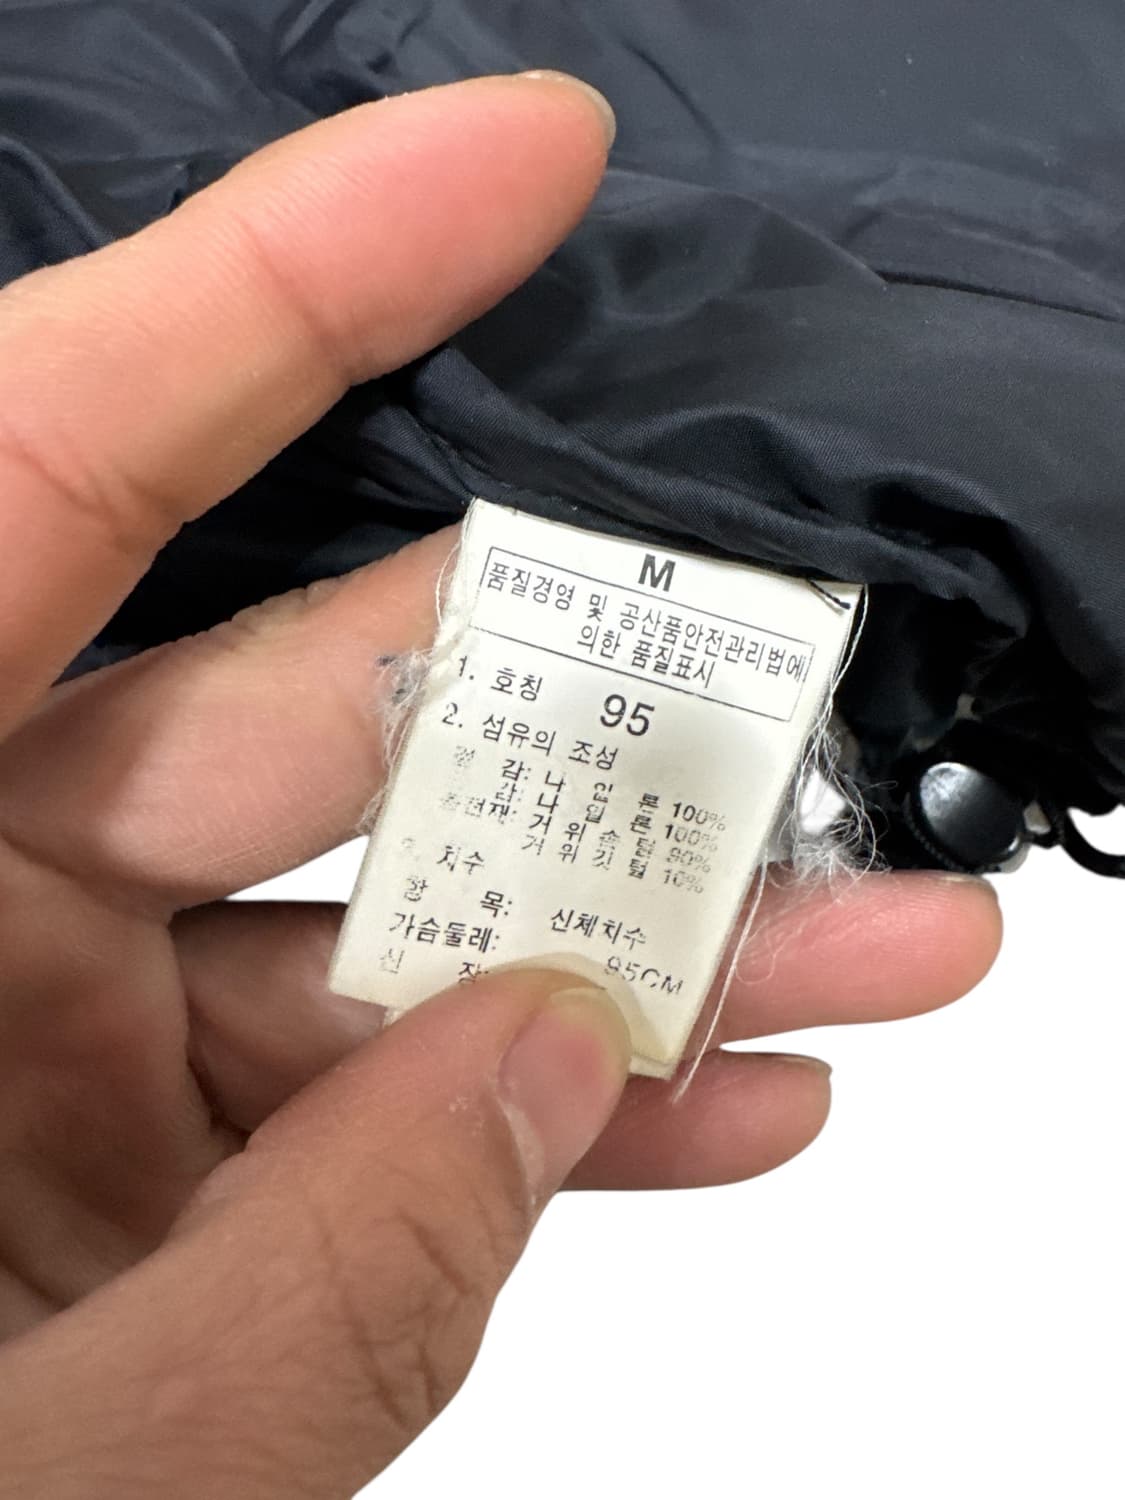 M
품질경영 및 공산품안전관리법에
의한 품질표시
1. 호칭 95
2. 섬유의 조성
겉 감: 나 일 론 100%
안 감: 나 일 론 100%
충전재: 거 위 솜 털 90%
거 위 깃 털 10%
3. 치수
항 목: 신체치수
가슴둘레: 95CM
신 장: